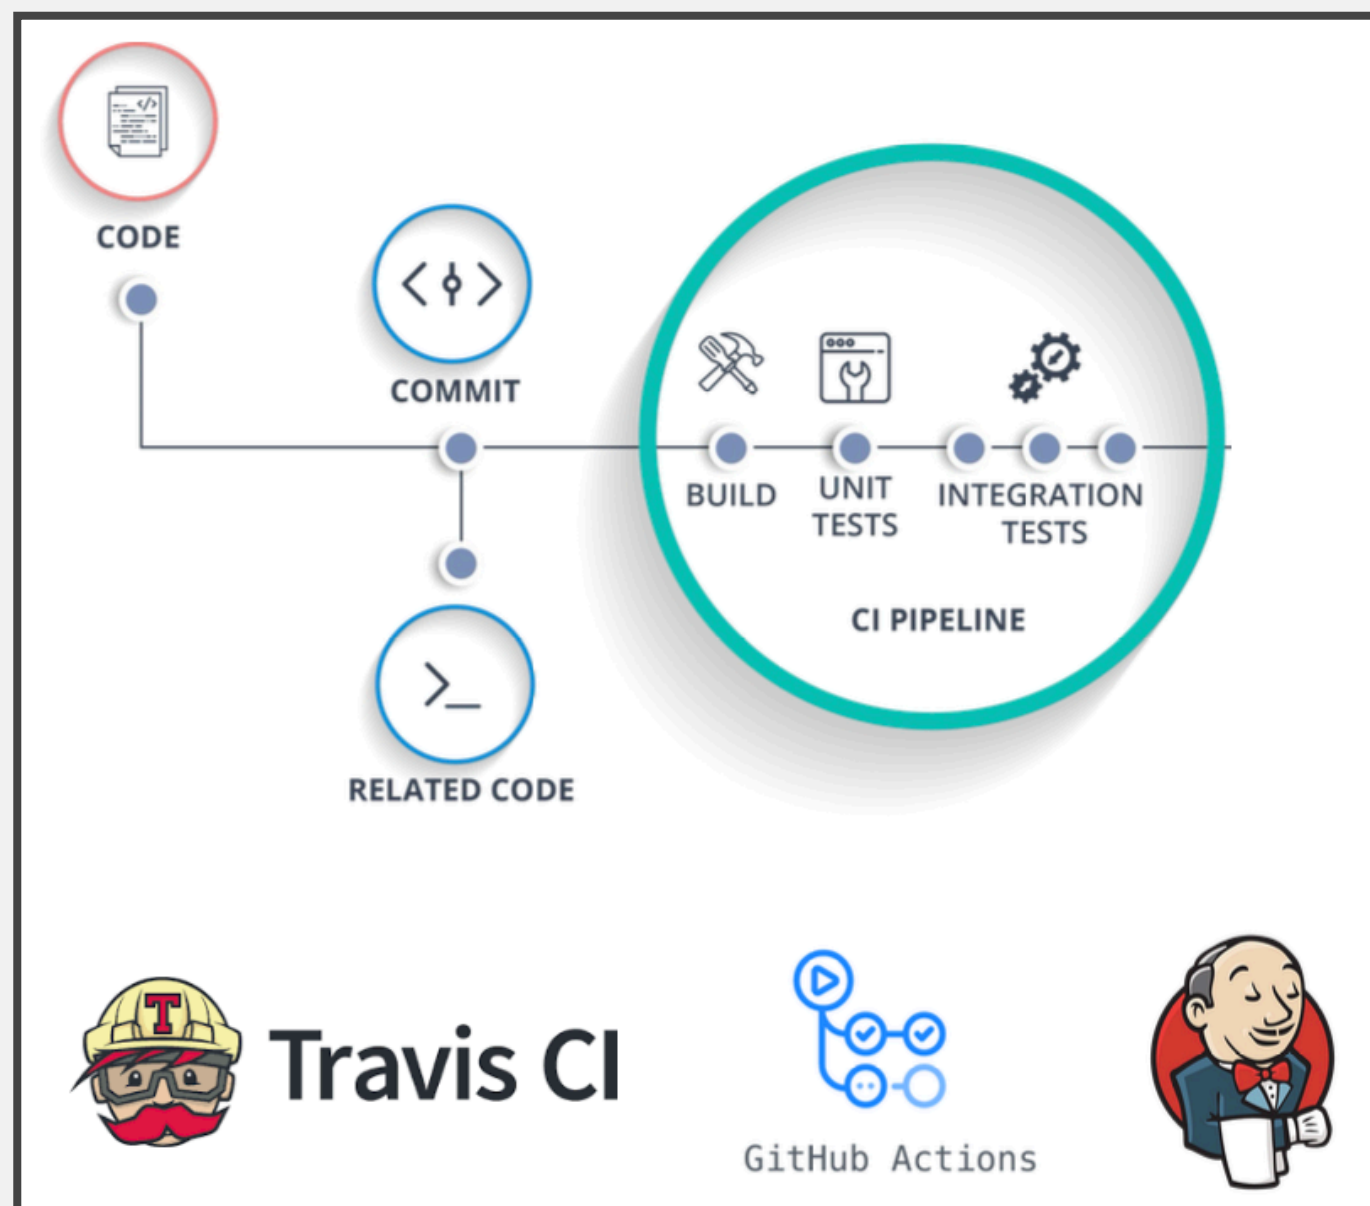 CODE
COMMIT
BUILD
UNIT
TESTS
INTEGRATION
TESTS
CI PIPELINE
RELATED CODE
T
Travis CI
GitHub Actions